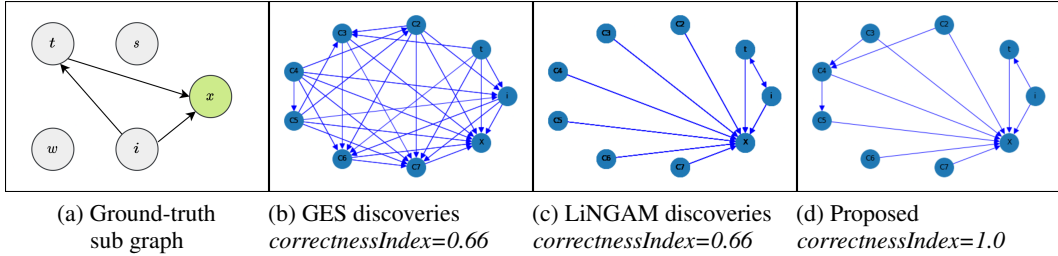 t
s
x
w
i
C2
C3
t
C4
i
C5
X
C6
C7
C2
C3
t
C4
i
C5
X
C6
C7
C2
C3
t
C4
i
C5
X
C6
C7
(a) Ground-truth
sub graph
(b) GES discoveries
correctnessIndex=0.66
(c) LiNGAM discoveries
correctnessIndex=0.66
(d) Proposed
correctnessIndex=1.0